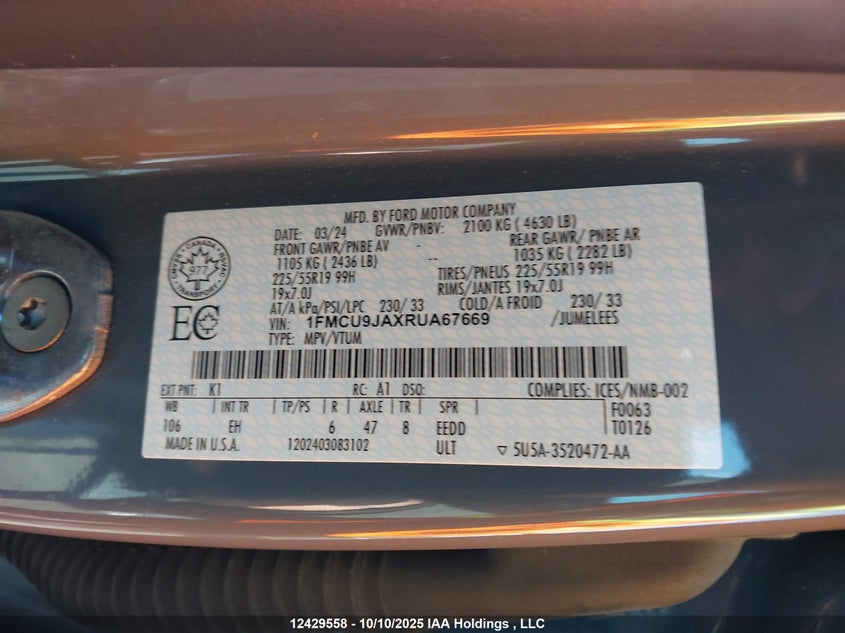 MFD. BY FORD MOTOR COMPANY
DATE: 03/24 GVWR/PNBV: 2100 KG ( 4630 LB)
FRONT GAWR/PNBE AV - REAR GAWR/ PNBE AR
1105 KG ( 2436 LB) -- 1035 KG ( 2282 LB)
225/55R19 99H TIRES/PNEUS 225/55R19 99H
19x7.0J RIMS/JANTES 19x7.0J
AT/A kPa/PSI/LPC 230/ 33 COLD/A FROID 230/ 33
VIN: 1FMCU9JAXRUA67669 /JUMELEES
TYPE: MPV/VTUM
CANADA
977
TRANSPORT
EC
EXT PNT: K1 RC: A1 DSO: COMPLIES: ICES/NMB-002
WB INT TR TP/PS R AXLE TR SPR F0063
106 EH 6 47 8 EEDD T0126
MADE IN U.S.A. 1202403083102 ULT ▽ 5U5A-3520472-AA
12429558 - 10/10/2025 IAA Holdings , LLC